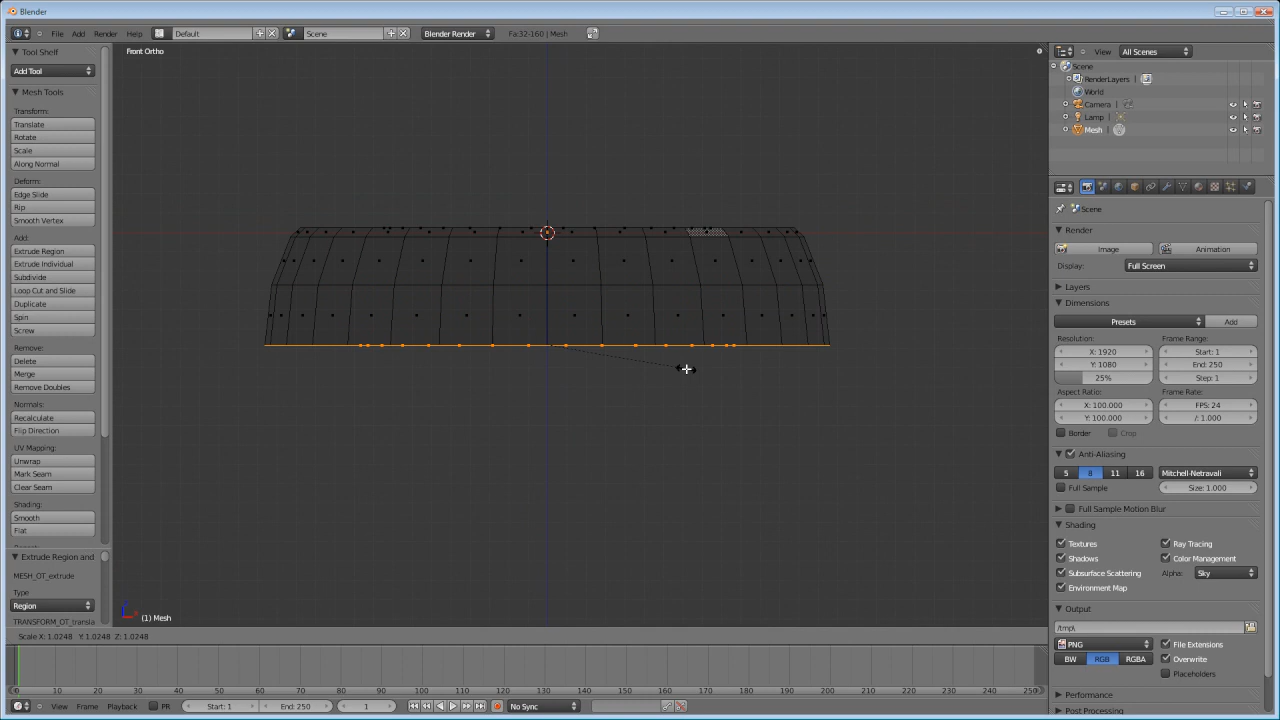 Blender
File Add Render Help Default Scene Blender Render Fa:32-160 | Mesh
Tool Shelf
Add Tool
Mesh Tools
Transform:
Translate
Rotate
Scale
Along Normal
Deform:
Edge Slide
Rip
Smooth Vertex
Add:
Extrude Region
Extrude Individual
Subdivide
Loop Cut and Slide
Duplicate
Spin
Screw
Remove:
Delete
Merge
Remove Doubles
Normals:
Recalculate
Flip Direction
UV Mapping:
Unwrap
Mark Seam
Clear Seam
Shading:
Smooth
Flat
Extrude Region and
MESH_OT_extrude
Type
Region
TRANSFORM_OT_transla
Front Ortho
(1) Mesh
Scale X: 1.0248 Y: 1.0248 Z: 1.0248
0 10 20 30 40 50 60 70 80 90 100 110 120 130 140 150 160 170 180 190 200 210 220 230 240 250
View Frame Playback PR Start: 1 End: 250 1 No Sync
View All Scenes
Scene
RenderLayers |
World
Camera |
Lamp |
Mesh |
Scene
Render
Image Animation
Display: Full Screen
Layers
Dimensions
Presets Add
Resolution: Frame Range:
X: 1920 Start: 1
Y: 1080 End: 250
25% Step: 1
Aspect Ratio: Frame Rate:
X: 100.000 FPS: 24
Y: 100.000 /: 1.000
Border Crop
Anti-Aliasing
5 8 11 16 Mitchell-Netravali
Full Sample Size: 1.000
Full Sample Motion Blur
Shading
Textures Ray Tracing
Shadows Color Management
Subsurface Scattering Alpha: Sky
Environment Map
Output
/tmp\
PNG File Extensions
BW RGB RGBA Overwrite
Placeholders
Performance
Post Processing